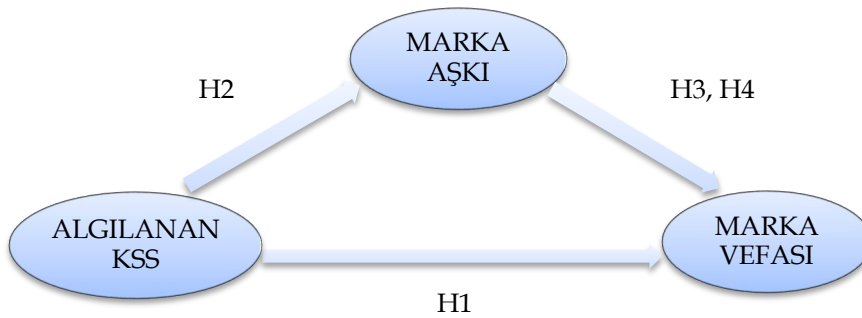 MARKA
AŞKI
H2
H3, H4
ALGILANAN
KSS
MARKA
VEFASI
H1